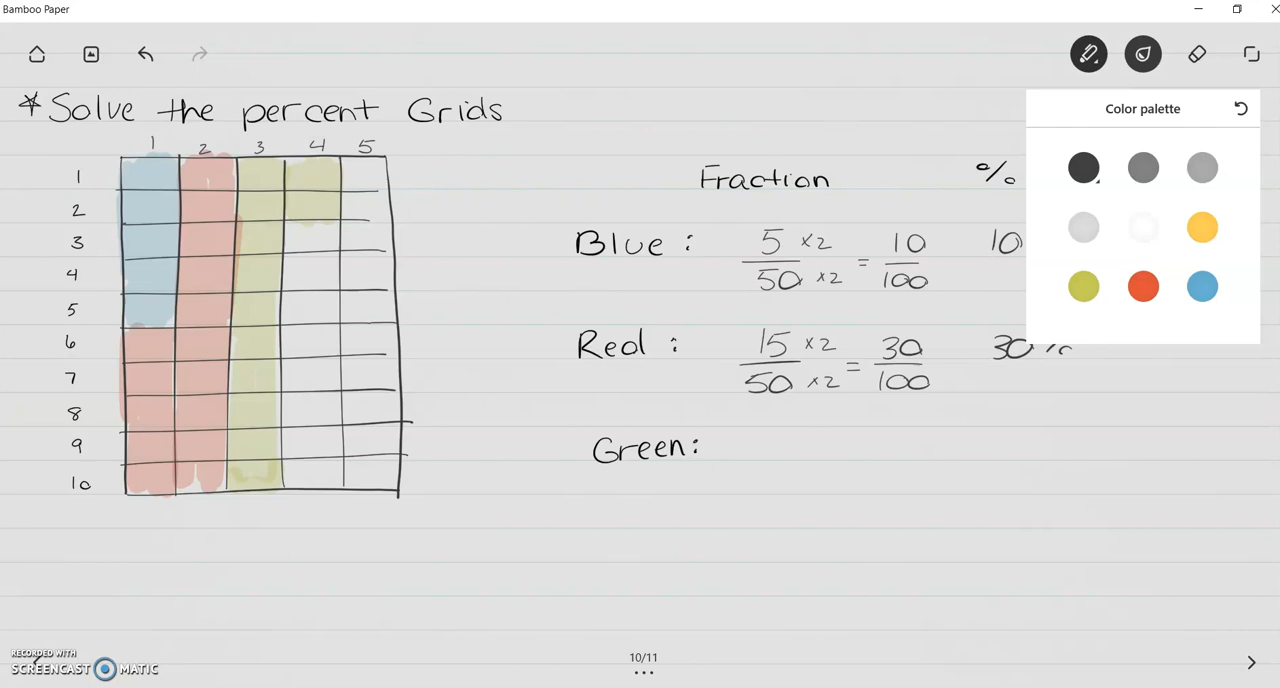 Bamboo Paper
* Solve the percent Grids
Color palette
1 2 3 4 5
1
2
3
4
5
6
7
8
9
10
Fraction %
Blue : 5/50 ×2/×2 = 10/100 10
Red : 15/50 ×2/×2 = 30/100 30%
Green:
RECORDED WITH
SCREENCAST MATIC
10/11